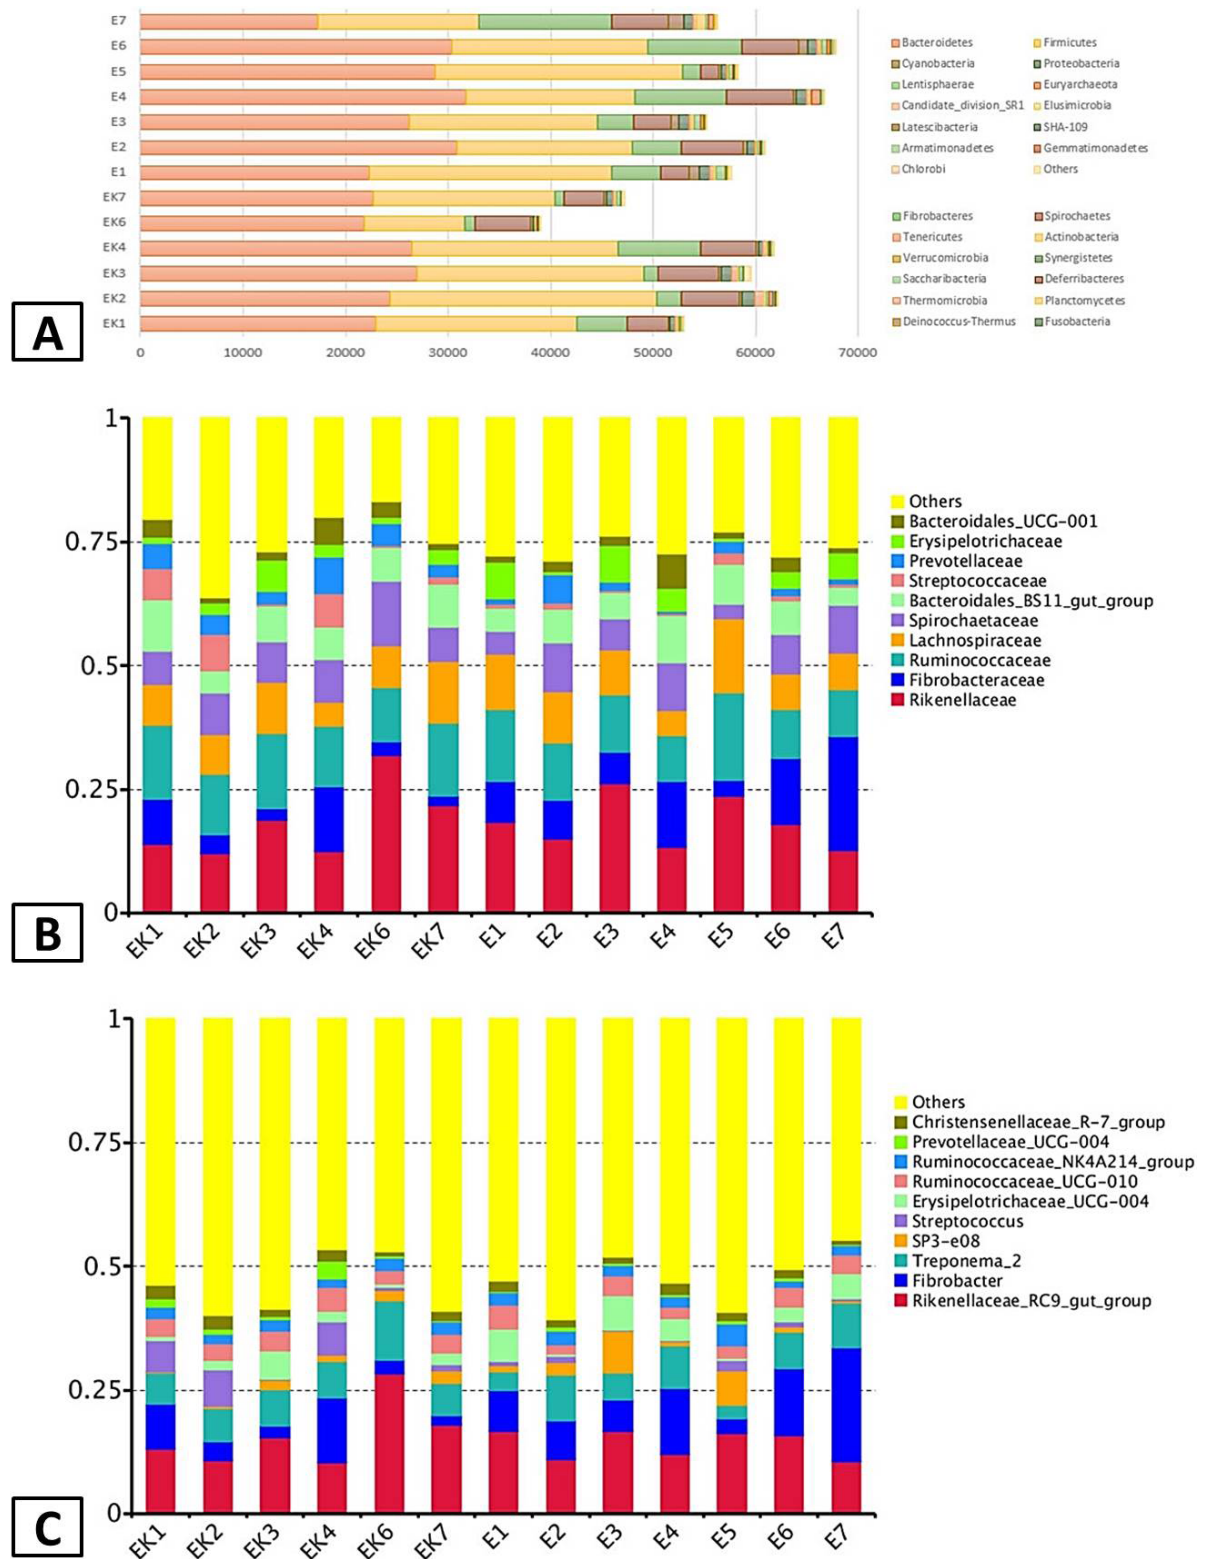 E7
E6
E5
E4
E3
E2
E1
EK7
EK6
EK4
EK3
EK2
EK1
0 10000 20000 30000 40000 50000 60000 70000
Bacteroidetes Firmicutes
Cyanobacteria Proteobacteria
Lentisphaerae Euryarchaeota
Candidate_division_SR1 Elusimicrobia
Latescibacteria SHA-109
Armatimonadetes Gemmatimonadetes
Chlorobi Others
Fibrobacteres Spirochaetes
Tenericutes Actinobacteria
Verrucomicrobia Synergistetes
Saccharibacteria Deferribacteres
Thermomicrobia Planctomycetes
Deinococcus-Thermus Fusobacteria
A
1
0.75
0.5
0.25
0
EK1 EK2 EK3 EK4 EK6 EK7 E1 E2 E3 E4 E5 E6 E7
Others
Bacteroidales_UCG-001
Erysipelotrichaceae
Prevotellaceae
Streptococcaceae
Bacteroidales_BS11_gut_group
Spirochaetaceae
Lachnospiraceae
Ruminococcaceae
Fibrobacteraceae
Rikenellaceae
B
1
0.75
0.5
0.25
0
EK1 EK2 EK3 EK4 EK6 EK7 E1 E2 E3 E4 E5 E6 E7
Others
Christensenellaceae_R-7_group
Prevotellaceae_UCG-004
Ruminococcaceae_NK4A214_group
Ruminococcaceae_UCG-010
Erysipelotrichaceae_UCG-004
Streptococcus
SP3-e08
Treponema_2
Fibrobacter
Rikenellaceae_RC9_gut_group
C